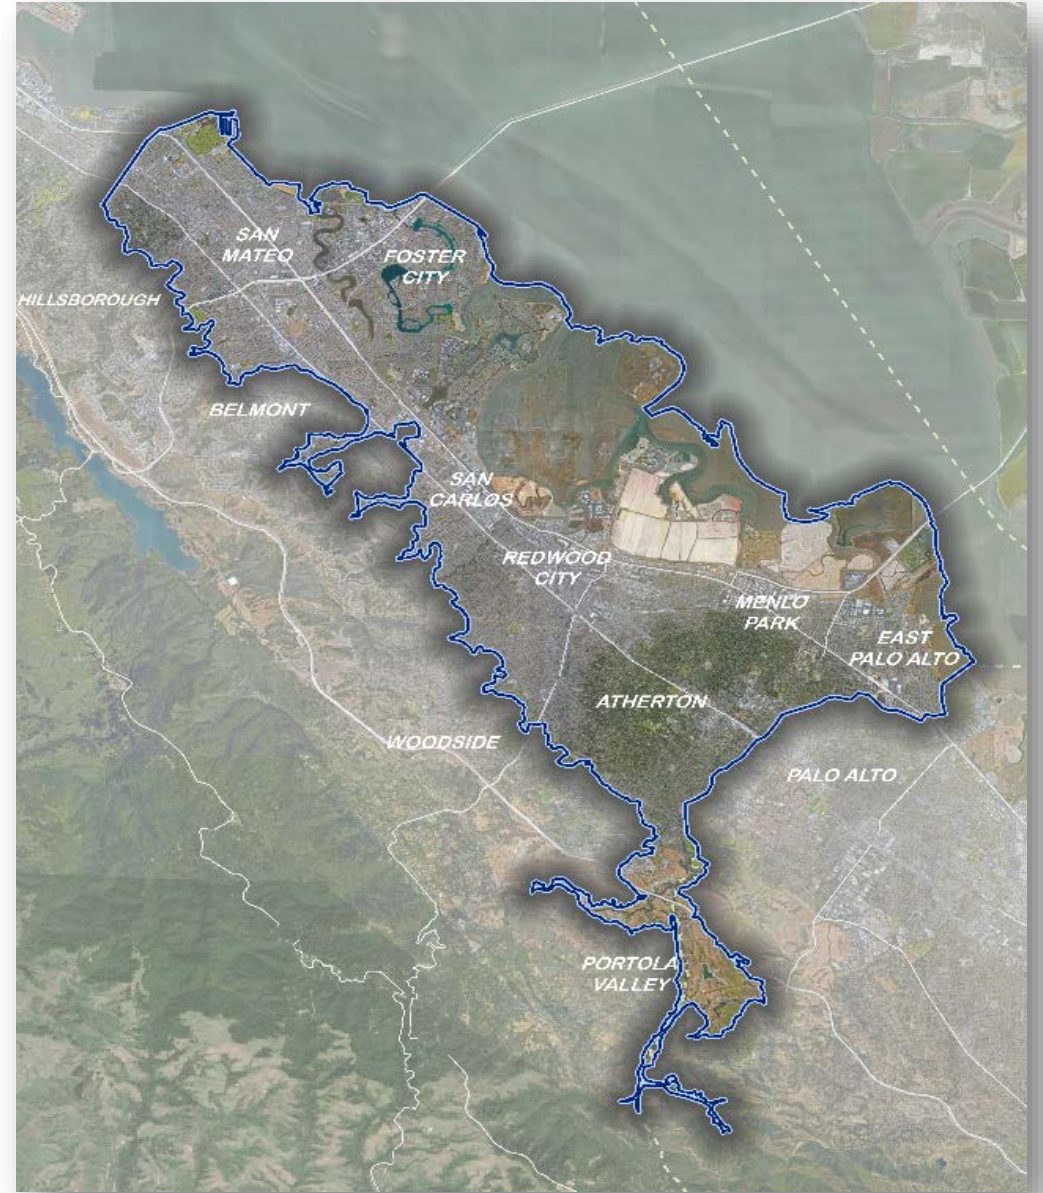 SAN
MATEO
FOSTER
CITY
HILLSBOROUGH
BELMONT
SAN
CARLOS
REDWOOD
CITY
MENLO
PARK
EAST
PALO ALTO
ATHERTON
WOODSIDE
PALO ALTO
PORTOLA
VALLEY